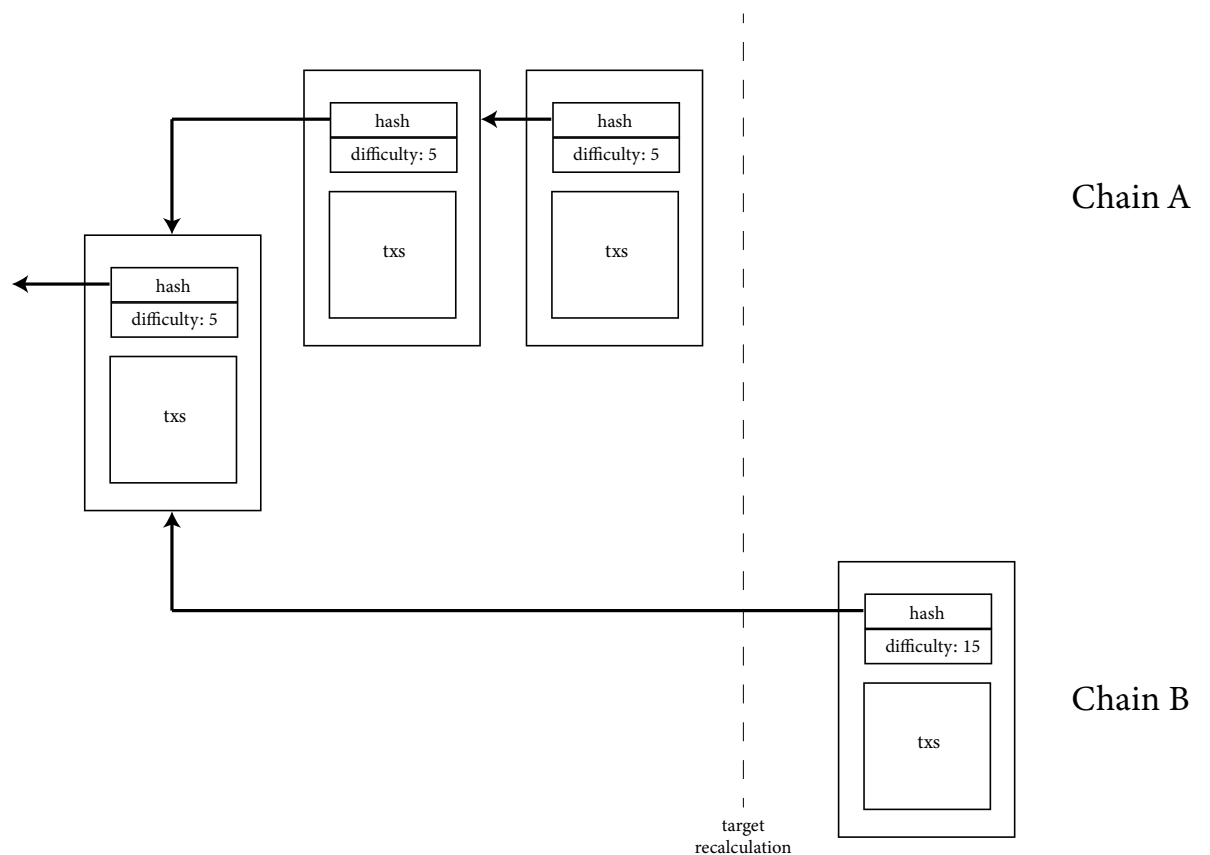 hash
difficulty: 5
txs
hash
difficulty: 5
txs
Chain A
hash
difficulty: 5
txs
hash
difficulty: 15
txs
Chain B
target
recalculation